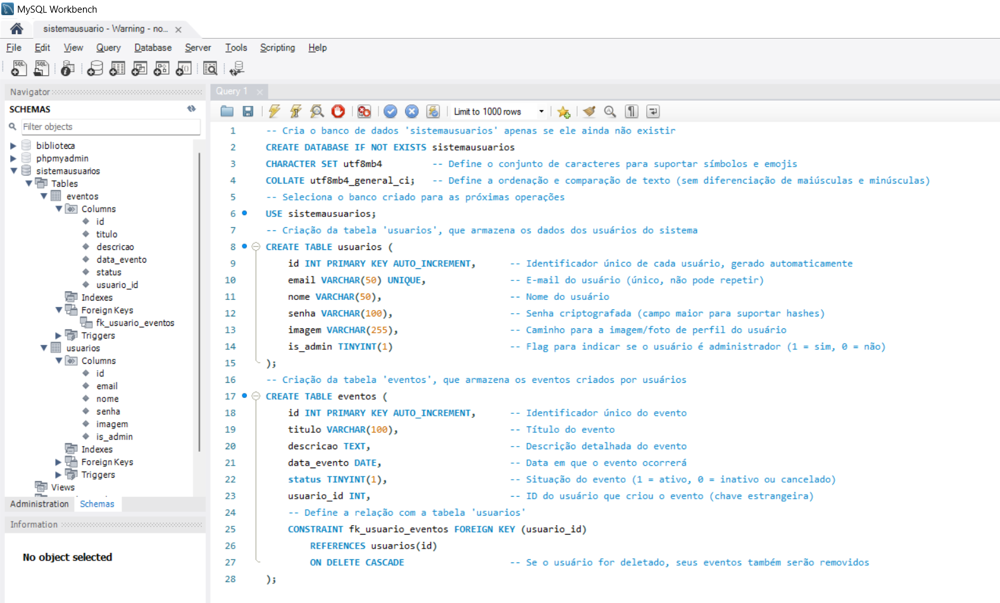 MySQL Workbench
sistemausuario - Warning - no...
File Edit View Query Database Server Tools Scripting Help
Navigator
SCHEMAS
Filter objects
biblioteca
phpmyadmin
sistemausuarios
Tables
eventos
Columns
id
titulo
descricao
data_evento
status
usuario_id
Indexes
Foreign Keys
fk_usuario_eventos
Triggers
usuarios
Columns
id
email
nome
senha
imagem
is_admin
Indexes
Foreign Keys
Triggers
Views
Administration Schemas
Information
No object selected
Query 1
Limit to 1000 rows
1 -- Cria o banco de dados 'sistemausuarios' apenas se ele ainda não existir
2 CREATE DATABASE IF NOT EXISTS sistemausuarios
3 CHARACTER SET utf8mb4 -- Define o conjunto de caracteres para suportar símbolos e emojis
4 COLLATE utf8mb4_general_ci; -- Define a ordenação e comparação de texto (sem diferenciação de maiúsculas e minúsculas)
5 -- Seleciona o banco criado para as próximas operações
6 USE sistemausuarios;
7 -- Criação da tabela 'usuarios', que armazena os dados dos usuários do sistema
8 CREATE TABLE usuarios (
9 id INT PRIMARY KEY AUTO_INCREMENT, -- Identificador único de cada usuário, gerado automaticamente
10 email VARCHAR(50) UNIQUE, -- E-mail do usuário (único, não pode repetir)
11 nome VARCHAR(50), -- Nome do usuário
12 senha VARCHAR(100), -- Senha criptografada (campo maior para suportar hashes)
13 imagem VARCHAR(255), -- Caminho para a imagem/foto de perfil do usuário
14 is_admin TINYINT(1) -- Flag para indicar se o usuário é administrador (1 = sim, 0 = não)
15 );
16 -- Criação da tabela 'eventos', que armazena os eventos criados por usuários
17 CREATE TABLE eventos (
18 id INT PRIMARY KEY AUTO_INCREMENT, -- Identificador único do evento
19 titulo VARCHAR(100), -- Título do evento
20 descricao TEXT, -- Descrição detalhada do evento
21 data_evento DATE, -- Data em que o evento ocorrerá
22 status TINYINT(1), -- Situação do evento (1 = ativo, 0 = inativo ou cancelado)
23 usuario_id INT, -- ID do usuário que criou o evento (chave estrangeira)
24 -- Define a relação com a tabela 'usuarios'
25 CONSTRAINT fk_usuario_eventos FOREIGN KEY (usuario_id)
26 REFERENCES usuarios(id)
27 ON DELETE CASCADE -- Se o usuário for deletado, seus eventos também serão removidos
28 );